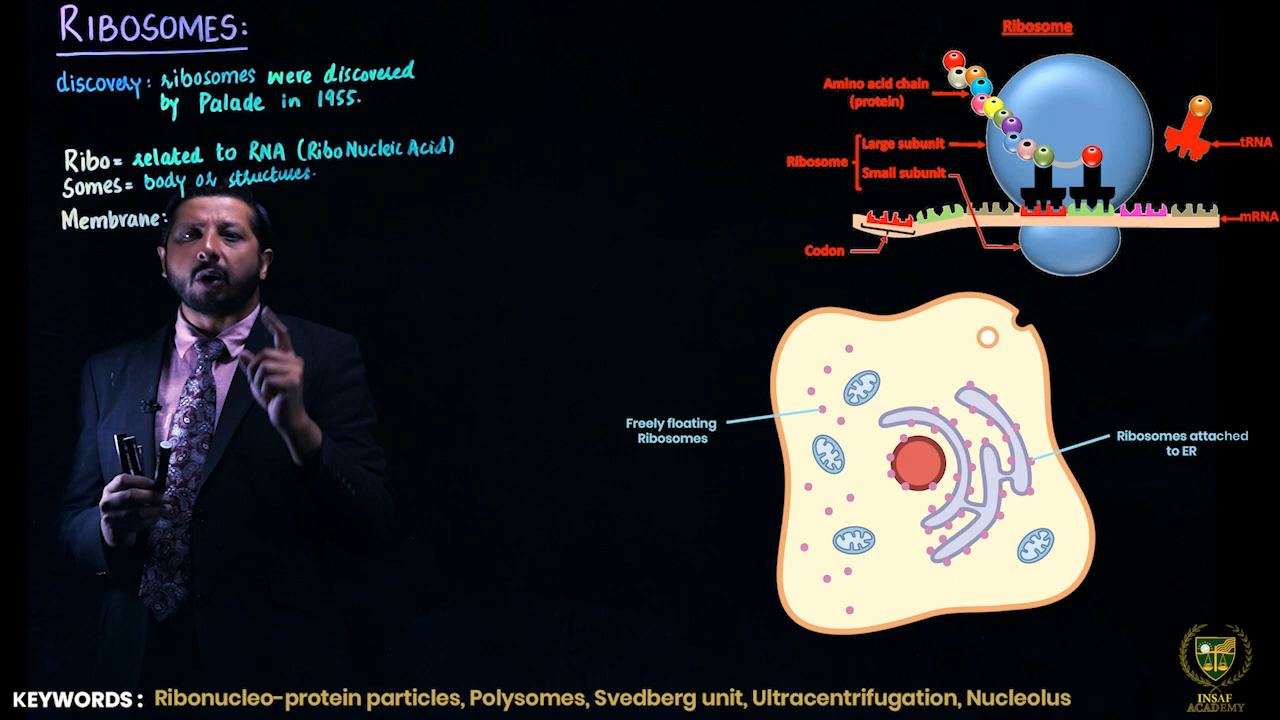 RIBOSOMES:
discovery: ribosomes were discovered
by Palade in 1955.
Ribo = related to RNA (Ribo Nucleic Acid)
Somes = body or structures.
Membrane:
Ribosome
Amino acid chain
(protein)
Large subunit
Ribosome
Small subunit
tRNA
mRNA
Codon
Freely floating
Ribosomes
Ribosomes attached
to ER
KEYWORDS : Ribonucleo-protein particles, Polysomes, Svedberg unit, Ultracentrifugation, Nucleolus
INSAF
ACADEMY